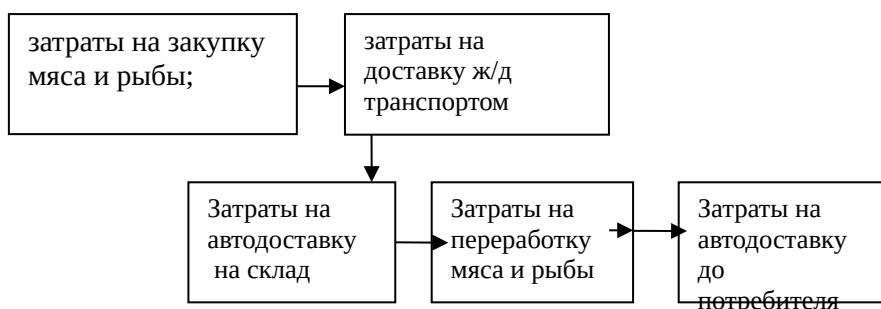 затраты на закупку
мяса и рыбы;
затраты на
доставку ж/д
транспортом
Затраты на
автодоставку
на склад
Затраты на
переработку
мяса и рыбы
Затраты на
автодоставку
до
потребителя